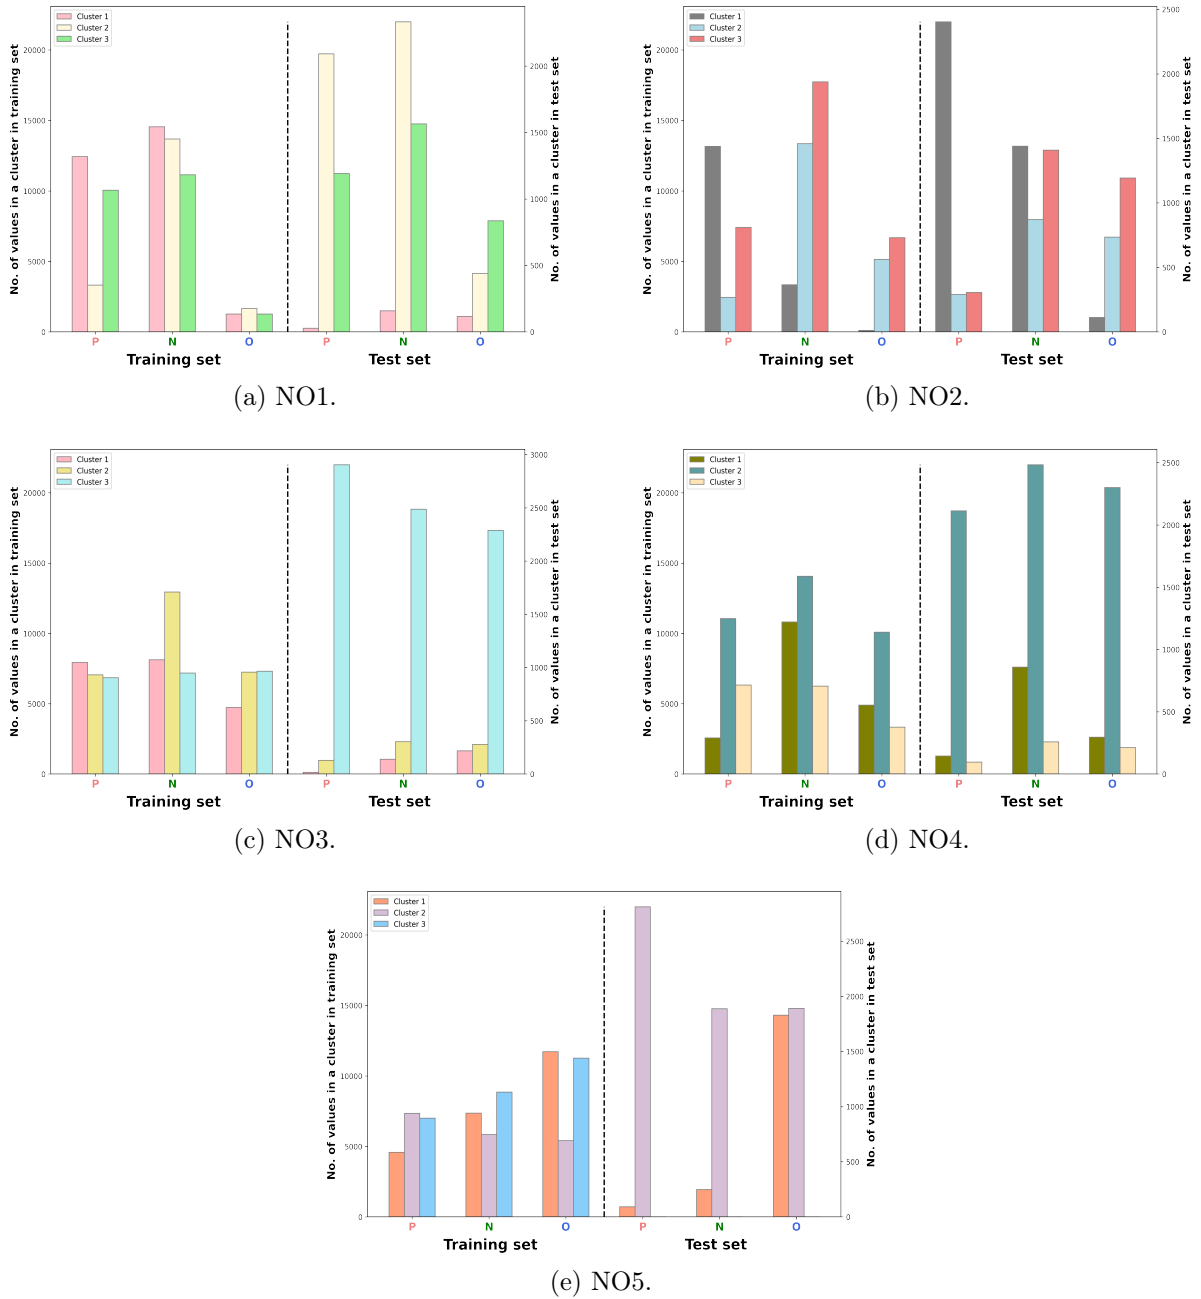 Cluster 1
Cluster 2
Cluster 3
No. of values in a cluster in training set
20000
15000
10000
5000
0
No. of values in a cluster in test set
2000
1500
1000
500
0
P N O P N O
Training set Test set
(a) NO1.
Cluster 1
Cluster 2
Cluster 3
No. of values in a cluster in training set
20000
15000
10000
5000
0
No. of values in a cluster in test set
2500
2000
1500
1000
500
0
P N O P N O
Training set Test set
(b) NO2.
Cluster 1
Cluster 2
Cluster 3
No. of values in a cluster in training set
20000
15000
10000
5000
0
No. of values in a cluster in test set
3000
2500
2000
1500
1000
500
0
P N O P N O
Training set Test set
(c) NO3.
Cluster 1
Cluster 2
Cluster 3
No. of values in a cluster in training set
20000
15000
10000
5000
0
No. of values in a cluster in test set
2500
2000
1500
1000
500
0
P N O P N O
Training set Test set
(d) NO4.
Cluster 1
Cluster 2
Cluster 3
No. of values in a cluster in training set
20000
15000
10000
5000
0
No. of values in a cluster in test set
2500
2000
1500
1000
500
0
P N O P N O
Training set Test set
(e) NO5.